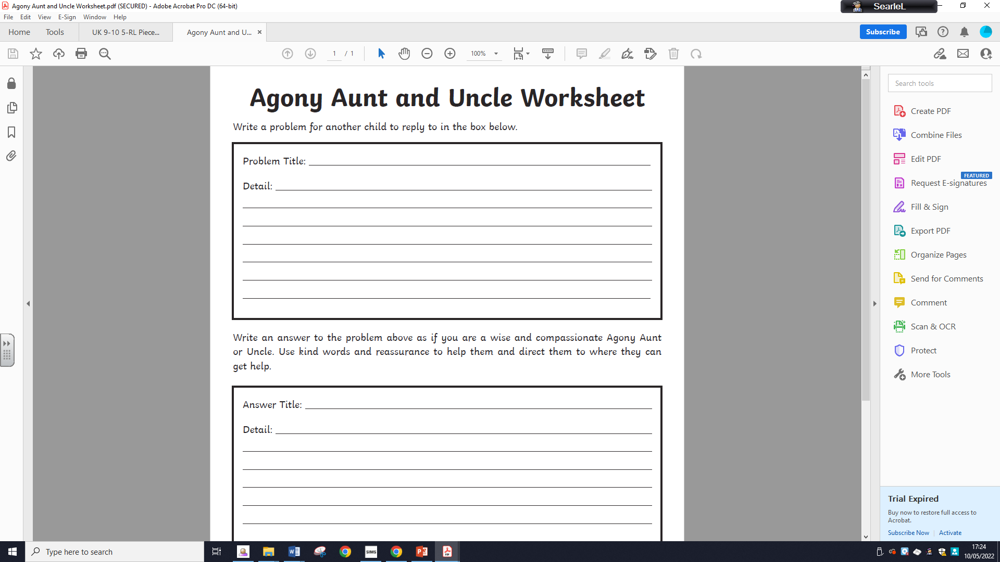 Agony Aunt and Uncle Worksheet.pdf (SECURED) - Adobe Acrobat Pro DC (64-bit)
SearleL
File Edit View E-Sign Window Help
Home Tools UK 9-10 5-RL Piece... Agony Aunt and U...
Subscribe
1 / 1
100%
Agony Aunt and Uncle Worksheet
Write a problem for another child to reply to in the box below.
Problem Title:
Detail:
Write an answer to the problem above as if you are a wise and compassionate Agony Aunt
or Uncle. Use kind words and reassurance to help them and direct them to where they can
get help.
Answer Title:
Detail:
Search tools
Create PDF
Combine Files
Edit PDF
FEATURED
Request E-signatures
Fill & Sign
Export PDF
Organize Pages
Send for Comments
Comment
Scan & OCR
Protect
More Tools
Trial Expired
Buy now to restore full access to
Acrobat.
Subscribe Now Activate
Type here to search
SIMS
17:24
10/05/2022